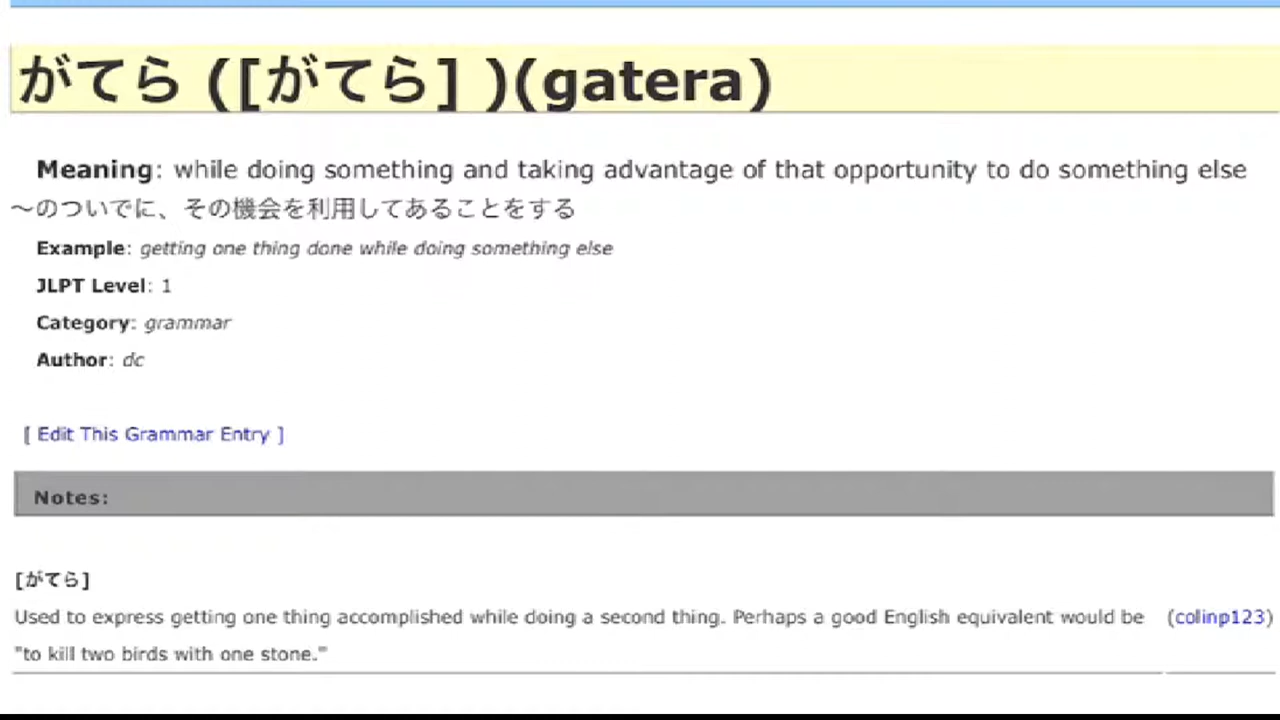 がてら ([がてら] )(gatera)
Meaning: while doing something and taking advantage of that opportunity to do something else
～のついでに、その機会を利用してあることをする
Example: getting one thing done while doing something else
JLPT Level: 1
Category: grammar
Author: dc
[ Edit This Grammar Entry ]
Notes:
[がてら]
Used to express getting one thing accomplished while doing a second thing. Perhaps a good English equivalent would be (colinp123)
"to kill two birds with one stone."